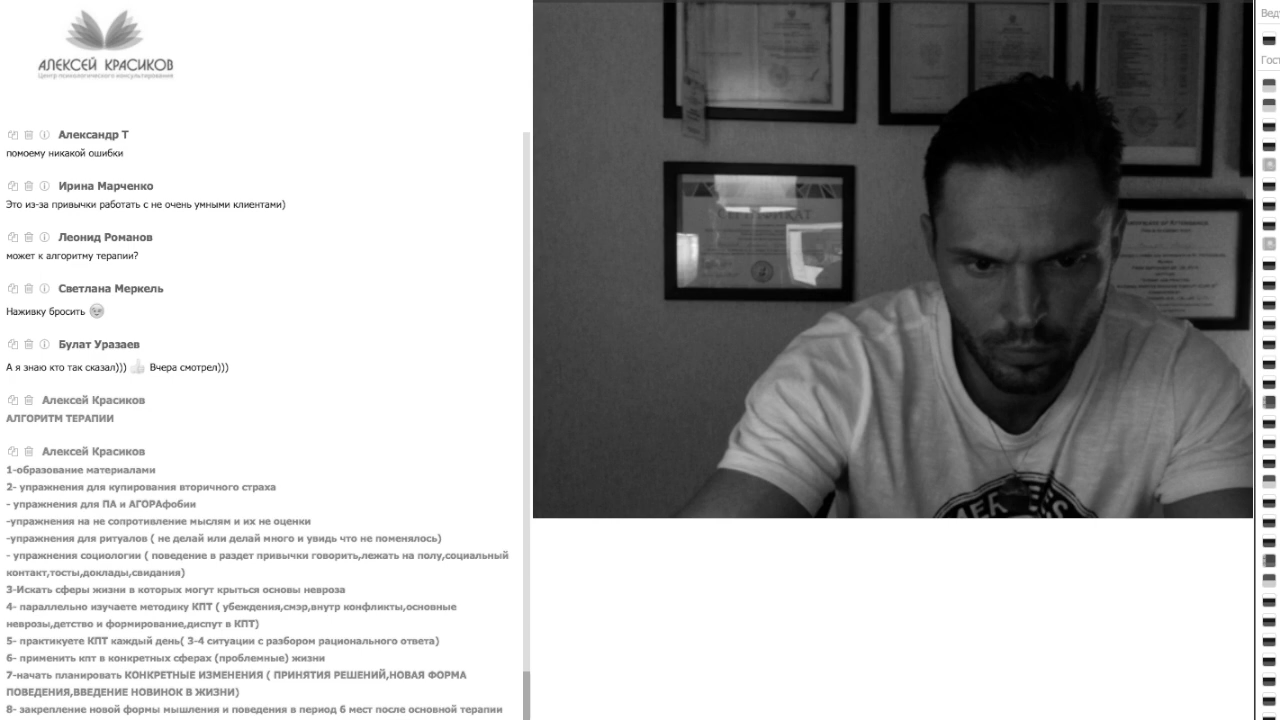 АЛЕКСЕЙ КРАСИКОВ
Центр психологического консультирования
Александр Т
помоему никакой ошибки
Ирина Марченко
Это из-за привычки работать с не очень умными клиентами)
Леонид Романов
может к алгоритму терапии?
Светлана Меркель
Наживку бросить
Булат Уразаев
А я знаю кто так сказал))) Вчера смотрел)))
Алексей Красиков
АЛГОРИТМ ТЕРАПИИ
Алексей Красиков
1-образование материалами
2- упражнения для купирования вторичного страха
- упражнения для ПА и АГОРАфобии
-упражнения на не сопротивление мыслям и их не оценки
-упражнения для ритуалов ( не делай или делай много и увидь что не поменялось)
- упражнения социологии ( поведение в раздет привычки говорить,лежать на полу,социальный
контакт,тосты,доклады,свидания)
3-Искать сферы жизни в которых могут крыться основы невроза
4- параллельно изучаете методику КПТ ( убеждения,смэр,внутр конфликты,основные
неврозы,детство и формирование,диспут в КПТ)
5- практикуете КПТ каждый день( 3-4 ситуации с разбором рационального ответа)
6- применить кпт в конкретных сферах (проблемные) жизни
7-начать планировать КОНКРЕТНЫЕ ИЗМЕНЕНИЯ ( ПРИНЯТИЯ РЕШЕНИЙ,НОВАЯ ФОРМА
ПОВЕДЕНИЯ,ВВЕДЕНИЕ НОВИНОК В ЖИЗНИ)
8- закрепление новой формы мышления и поведения в период 6 мест после основной терапии
СЕРТИФИКАТ
Вед
Гост